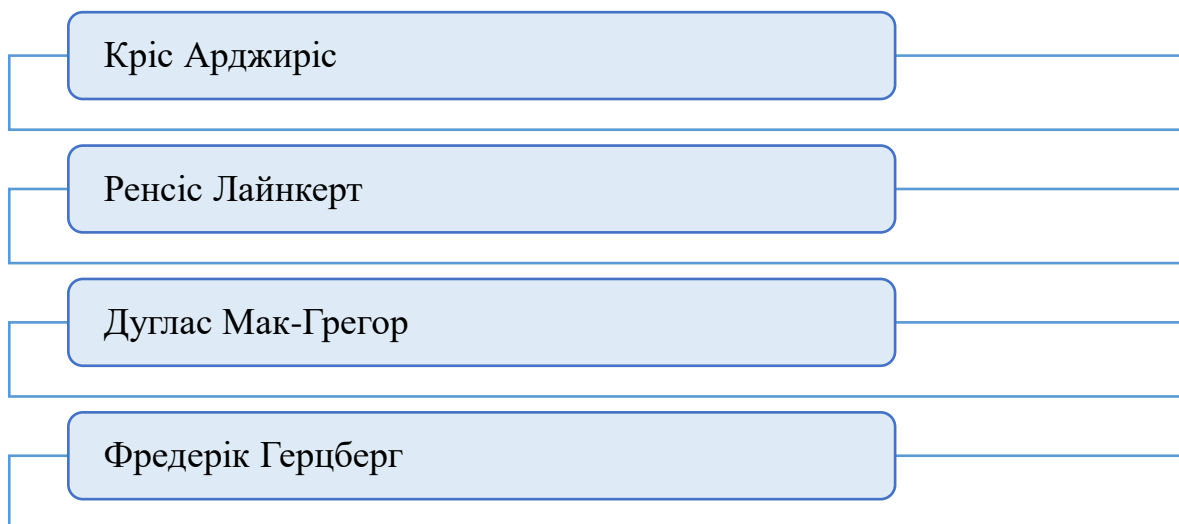 Кріс Арджиріс
Ренсіс Лайнкерт
Дуглас Мак-Грегор
Фредерік Герцберг